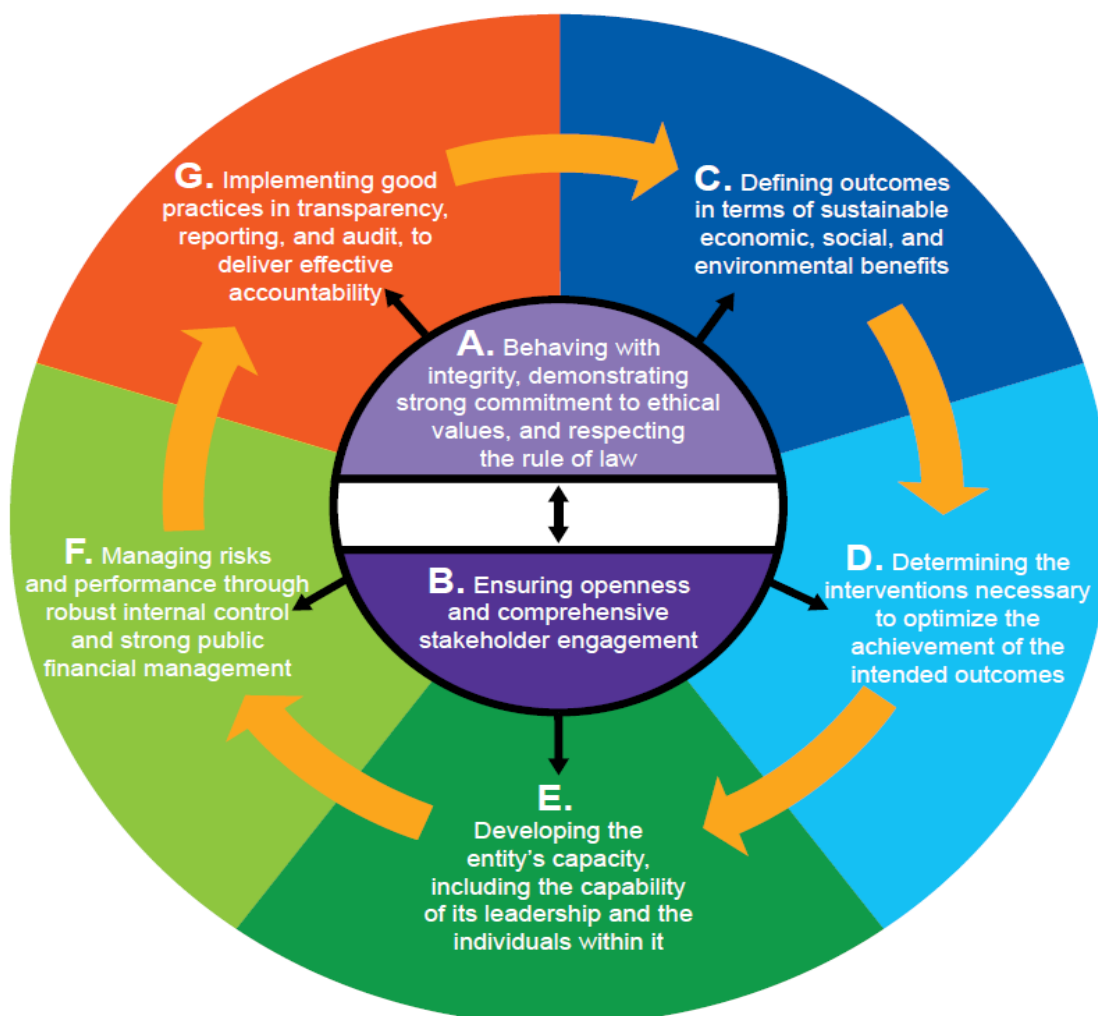 G. Implementing good
practices in transparency,
reporting, and audit, to
deliver effective
accountability
C. Defining outcomes
in terms of sustainable
economic, social, and
environmental benefits
A. Behaving with
integrity, demonstrating
strong commitment to ethical
values, and respecting
the rule of law
F. Managing risks
and performance through
robust internal control
and strong public
financial management
B. Ensuring openness
and comprehensive
stakeholder engagement
D. Determining the
interventions necessary
to optimize the
achievement of the
intended outcomes
E.
Developing the
entity's capacity,
including the capability
of its leadership and the
individuals within it